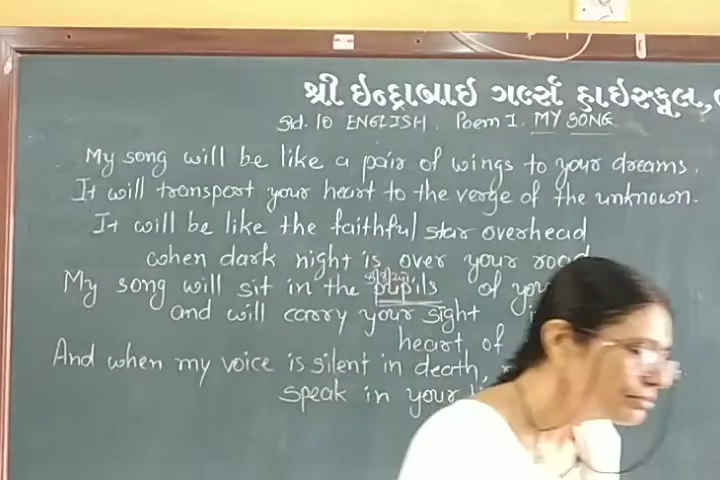 શ્રી ઇન્દ્રાબાઇ ગર્લ્સ હાઇસ્કૂલ,
Std. 10 ENGLISH. Poem 1. MY SONG
My song will be like a pair of wings to your dreams.
It will transport your heart to the verge of the unknown.
It will be like the faithful star overhead
when dark night is over your road
My song will sit in the pupils of
and will carry your sight
heart of
And when my voice is silent in death,
speak in your